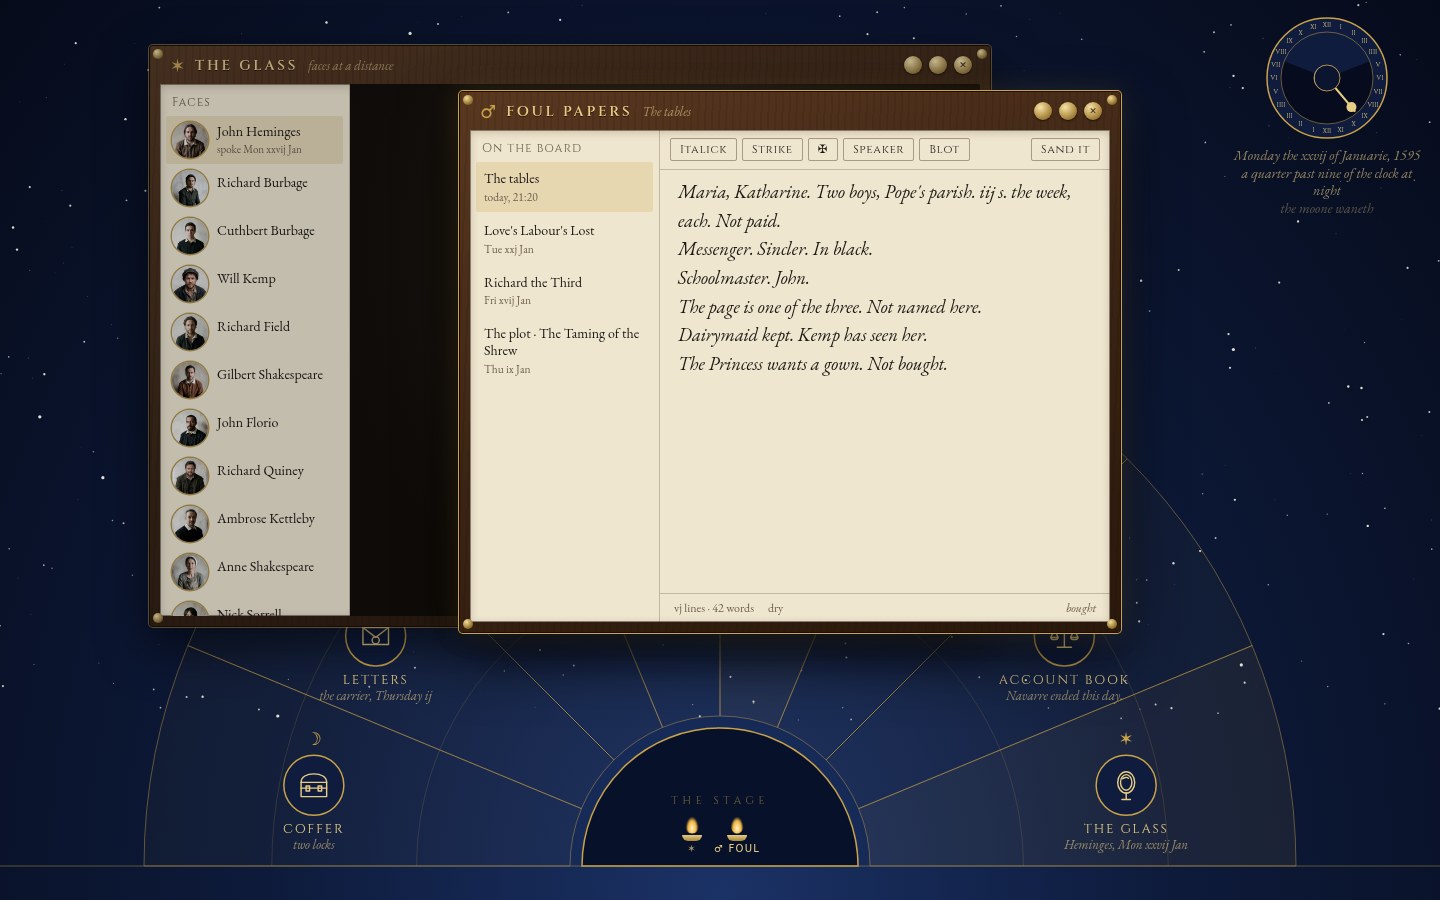 THE GLASS faces at a distance
FACES
John Heminges
spoke Mon xxvij Jan
Richard Burbage
Cuthbert Burbage
Will Kemp
Richard Field
Gilbert Shakespeare
John Florio
Richard Quiney
Ambrose Kettleby
Anne Shakespeare
Nick Sorrell
FOUL PAPERS The tables
ON THE BOARD
The tables
today, 21:20
Love's Labour's Lost
Tue xxj Jan
Richard the Third
Fri xvij Jan
The plot · The Taming of the
Shrew
Thu ix Jan
ITALICK STRIKE ✠ SPEAKER BLOT SAND IT
Maria, Katharine. Two boys, Pope's parish. iij s. the week,
each. Not paid.
Messenger. Sincler. In black.
Schoolmaster. John.
The page is one of the three. Not named here.
Dairymaid kept. Kemp has seen her.
The Princess wants a gown. Not bought.
vj lines · 42 words dry bought
Monday the xxvij of Januarie, 1595
a quarter past nine of the clock at
night
the moone waneth
LETTERS
the carrier, Thursday ij
ACCOUNT BOOK
Navarre ended this day
COFFER
two locks
THE STAGE
✶ ♂ FOUL
THE GLASS
Heminges, Mon xxvij Jan